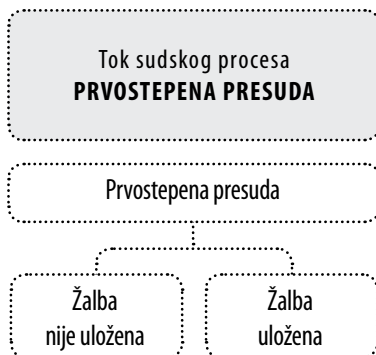 Tok sudskog procesa
PRVOSTEPENA PRESUDA
Prvostepena presuda
Žalba
nije uložena
Žalba
uložena